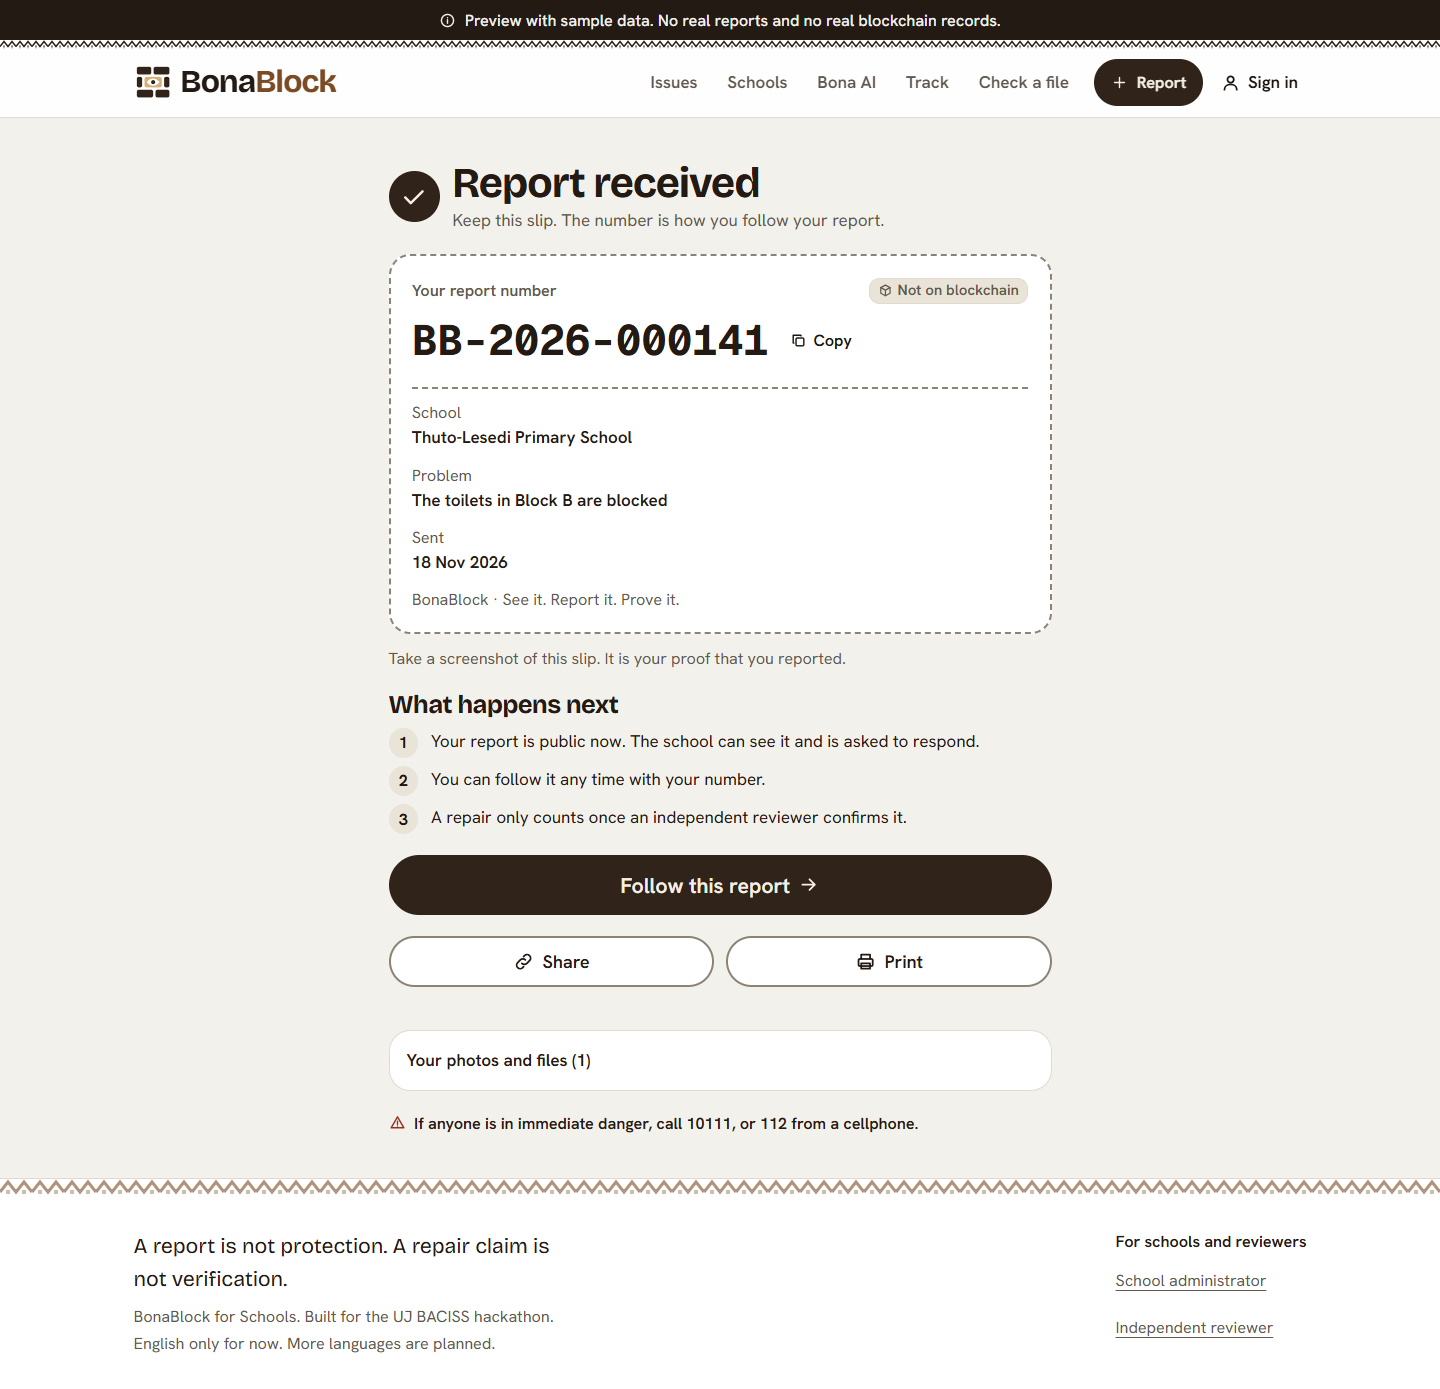 Preview with sample data. No real reports and no real blockchain records.
BonaBlock
Issues
Schools
Bona AI
Track
Check a file
Report
Sign in
Report received
Keep this slip. The number is how you follow your report.
Your report number
Not on blockchain
BB-2026-000141
Copy
School
Thuto-Lesedi Primary School
Problem
The toilets in Block B are blocked
Sent
18 Nov 2026
BonaBlock · See it. Report it. Prove it.
Take a screenshot of this slip. It is your proof that you reported.
What happens next
1 Your report is public now. The school can see it and is asked to respond.
2 You can follow it any time with your number.
3 A repair only counts once an independent reviewer confirms it.
Follow this report →
Share
Print
Your photos and files (1)
If anyone is in immediate danger, call 10111, or 112 from a cellphone.
A report is not protection. A repair claim is
not verification.
BonaBlock for Schools. Built for the UJ BACISS hackathon.
English only for now. More languages are planned.
For schools and reviewers
School administrator
Independent reviewer